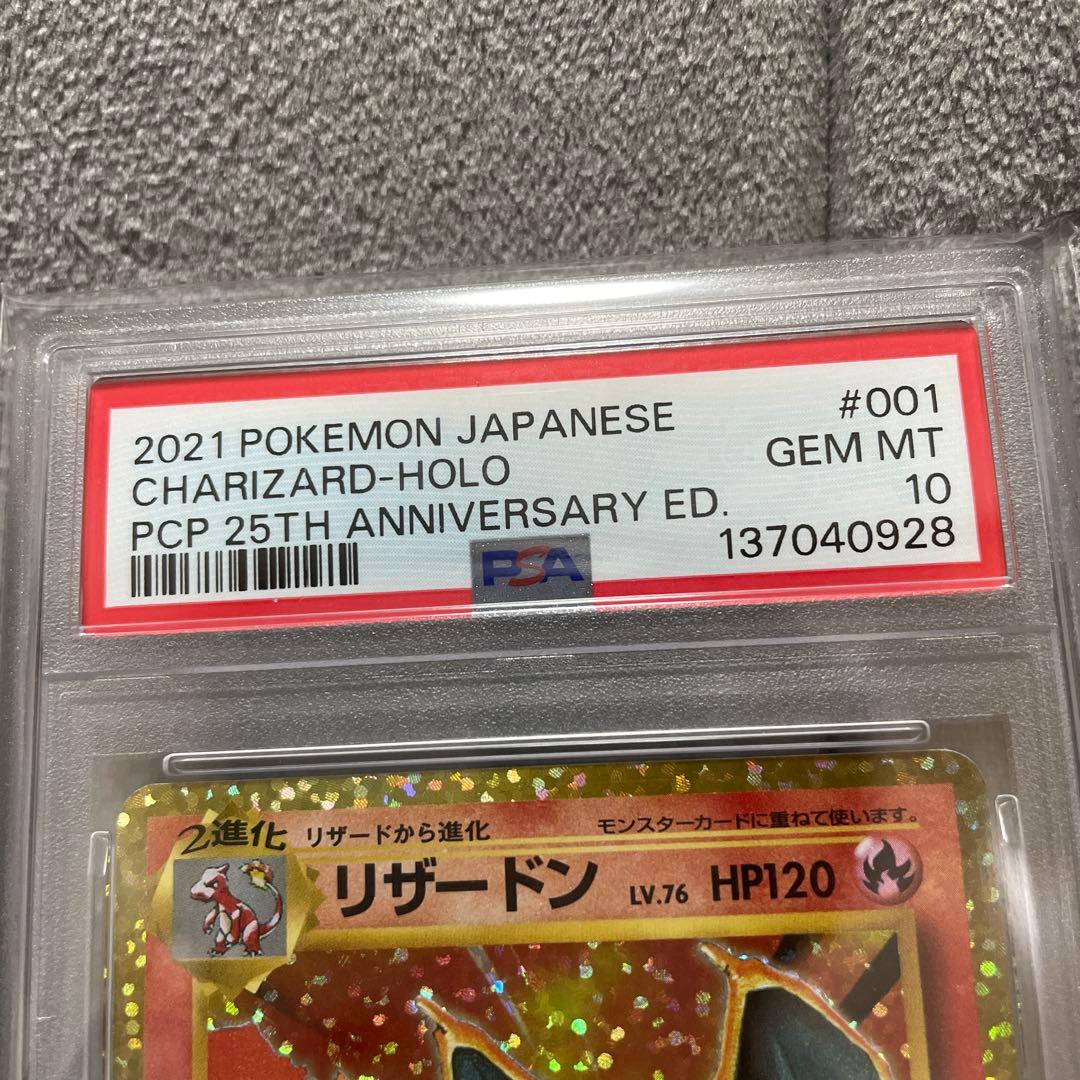 2021 POKEMON JAPANESE
#001
CHARIZARD-HOLO
GEM MT
PCP 25TH ANNIVERSARY ED.
10
PSA
137040928
2進化
リザードから進化
モンスターカードに重ねて使います。
リザードン LV.76 HP120